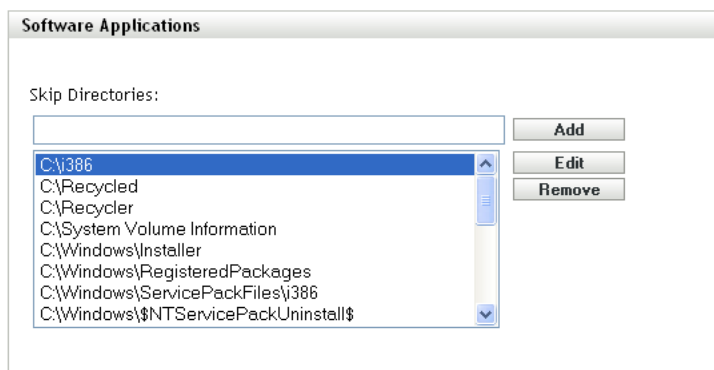 Software Applications
Skip Directories:
Add
C:\i386
Edit
C:\Recycled
Remove
C:\Recycler
C:\System Volume Information
C:\Windows\Installer
C:\Windows\RegisteredPackages
C:\Windows\ServicePackFiles\i386
C:\Windows\$NTServicePackUninstall$